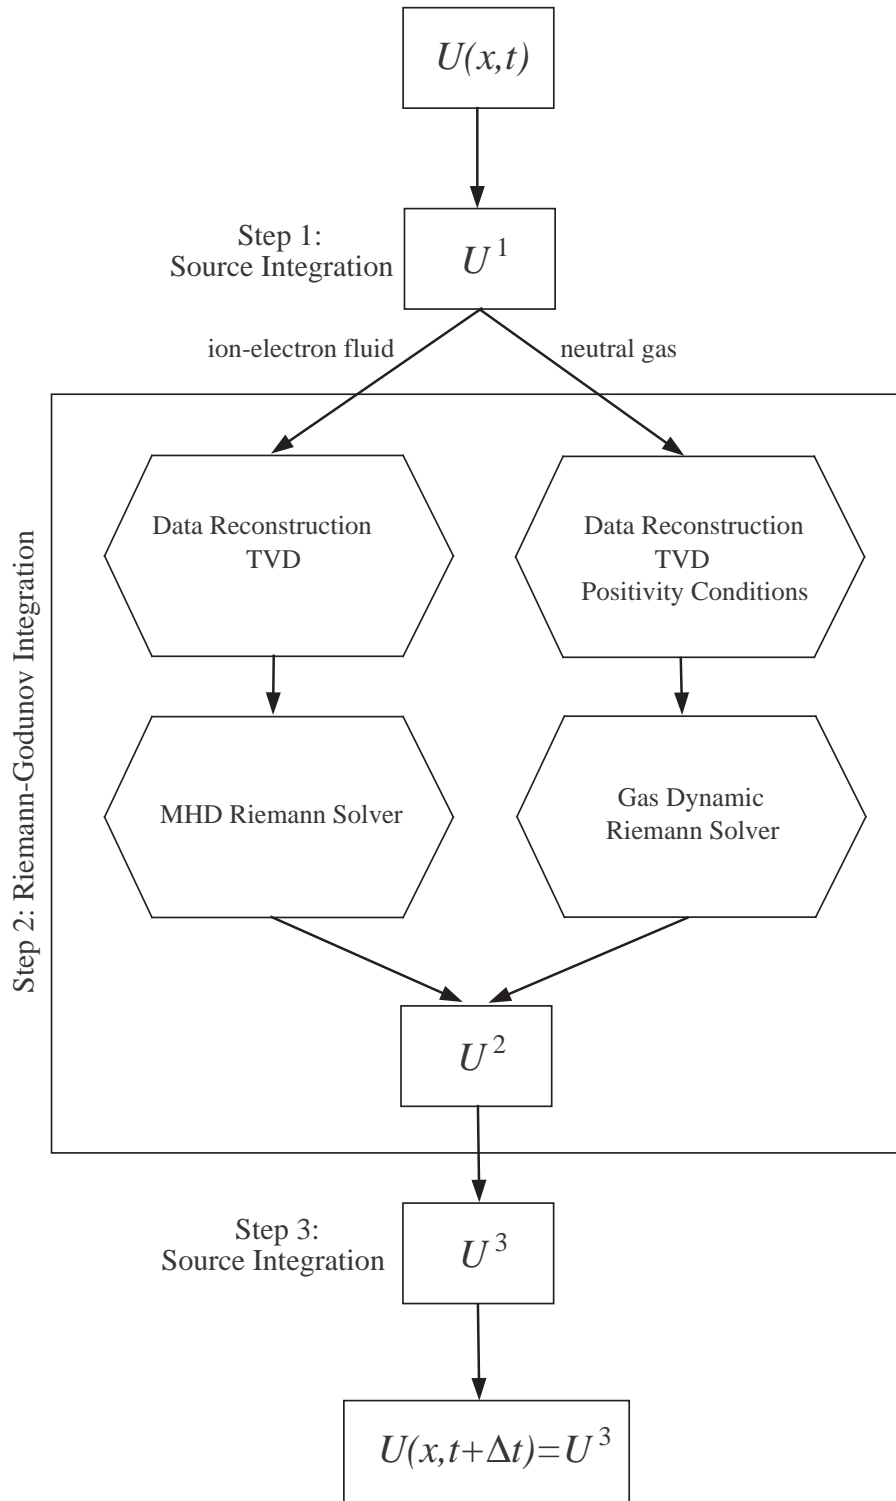 U(x,t)
Step 1:
Source Integration
U^1
ion-electron fluid
neutral gas
Step 2: Riemann-Godunov Integration
Data Reconstruction
TVD
Data Reconstruction
TVD
Positivity Conditions
MHD Riemann Solver
Gas Dynamic
Riemann Solver
U^2
Step 3:
Source Integration
U^3
U(x,t+Δt)=U^3